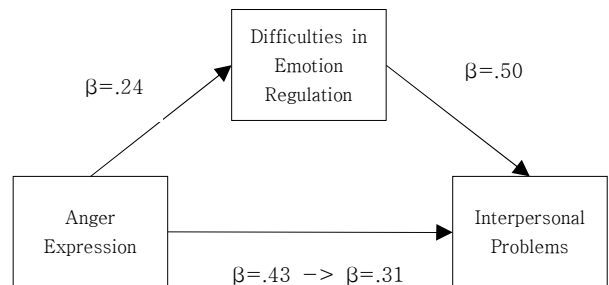 Difficulties in
Emotion
Regulation
β=.24
β=.50
Anger
Expression
Interpersonal
Problems
β=.43 -> β=.31